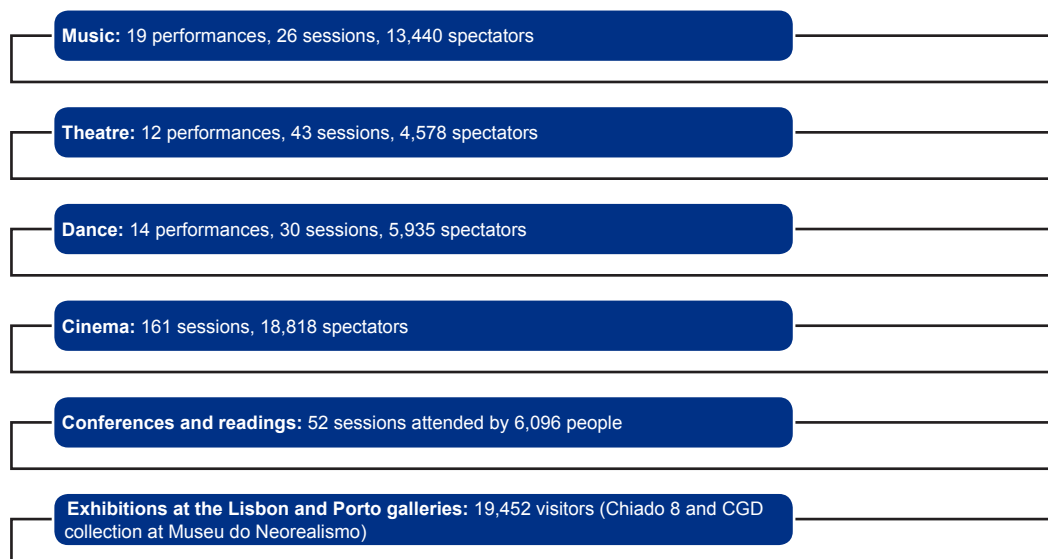 Music: 19 performances, 26 sessions, 13,440 spectators
Theatre: 12 performances, 43 sessions, 4,578 spectators
Dance: 14 performances, 30 sessions, 5,935 spectators
Cinema: 161 sessions, 18,818 spectators
Conferences and readings: 52 sessions attended by 6,096 people
Exhibitions at the Lisbon and Porto galleries: 19,452 visitors (Chiado 8 and CGD
collection at Museu do Neorealismo)